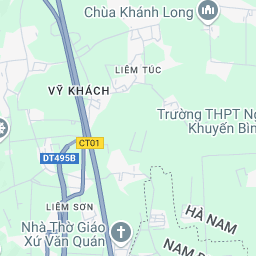 Chùa Khánh Long
LIÊM TÚC
VỸ KHÁCH
Trường THPT Ng
Khuyến Bìn
CT01
DT495B
LIÊM SƠN
HÀ NAM
Nhà Thờ Giáo
Xứ Văn Quán
NAM Đ